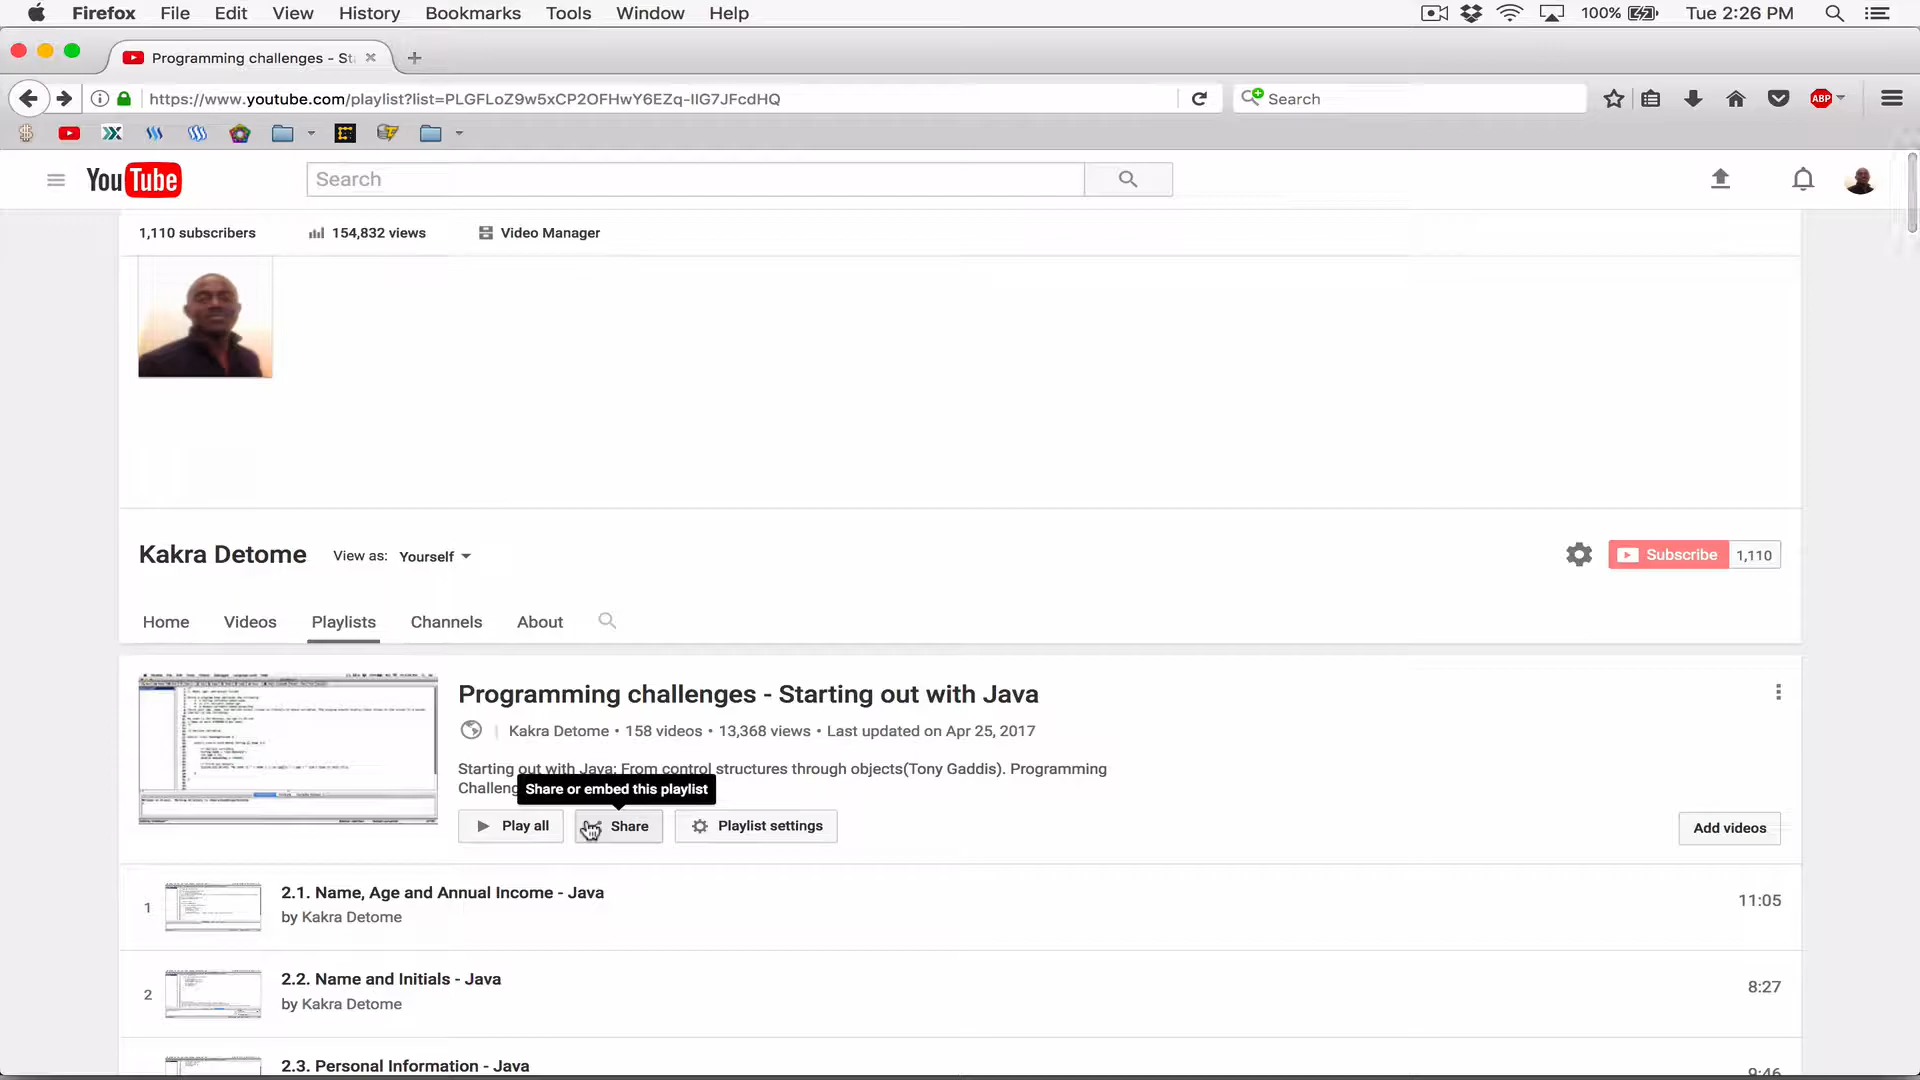 Firefox File Edit View History Bookmarks Tools Window Help 100% Tue 2:26 PM
Programming challenges - St
https://www.youtube.com/playlist?list=PLGFLoZ9w5xCP2OFHwY6EZq-IIG7JFcdHQ Search ABP
YouTube Search
1,110 subscribers 154,832 views Video Manager
Kakra Detome View as: Yourself Subscribe 1,110
Home Videos Playlists Channels About
Programming challenges - Starting out with Java
Kakra Detome • 158 videos • 13,368 views • Last updated on Apr 25, 2017
Starting out with Java: From control structures through objects(Tony Gaddis). Programming
Share or embed this playlist
Play all Share Playlist settings Add videos
1 2.1. Name, Age and Annual Income - Java 11:05
by Kakra Detome
2 2.2. Name and Initials - Java 8:27
by Kakra Detome
2.3. Personal Information - Java 9:46